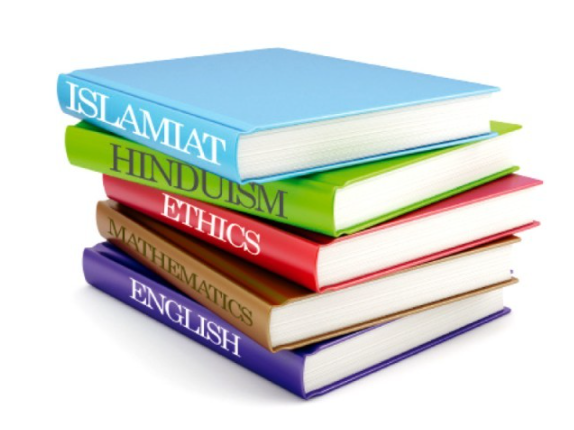 ISLAMIAT
HINDUISM
ETHICS
MATHEMATICS
ENGLISH